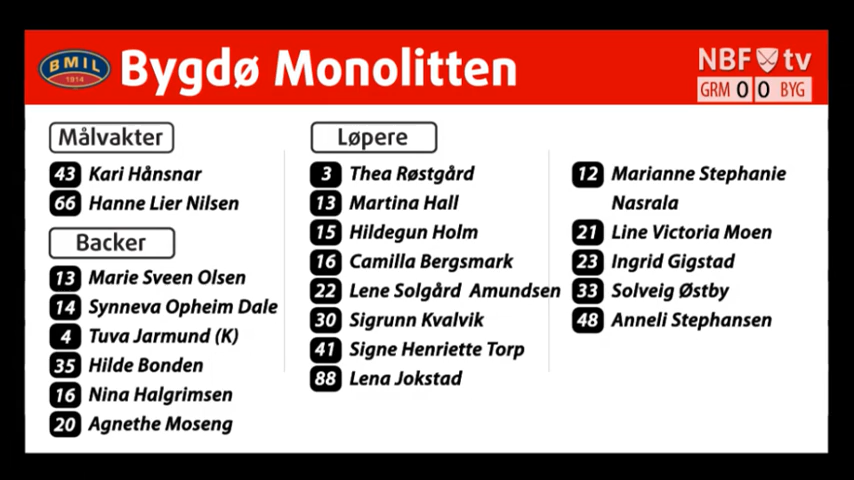 BMIL
1914
Bygdø Monolitten
NBF tv
GRM 0 0 BYG
Målvakter
43 Kari Hånsnar
66 Hanne Lier Nilsen
Backer
13 Marie Sveen Olsen
14 Synneva Opheim Dale
4 Tuva Jarmund (K)
35 Hilde Bonden
16 Nina Halgrimsen
20 Agnethe Moseng
Løpere
3 Thea Røstgård
13 Martina Hall
15 Hildegun Holm
16 Camilla Bergsmark
22 Lene Solgård Amundsen
30 Sigrunn Kvalvik
41 Signe Henriette Torp
88 Lena Jokstad
12 Marianne Stephanie
Nasrala
21 Line Victoria Moen
23 Ingrid Gigstad
33 Solveig Østby
48 Anneli Stephansen